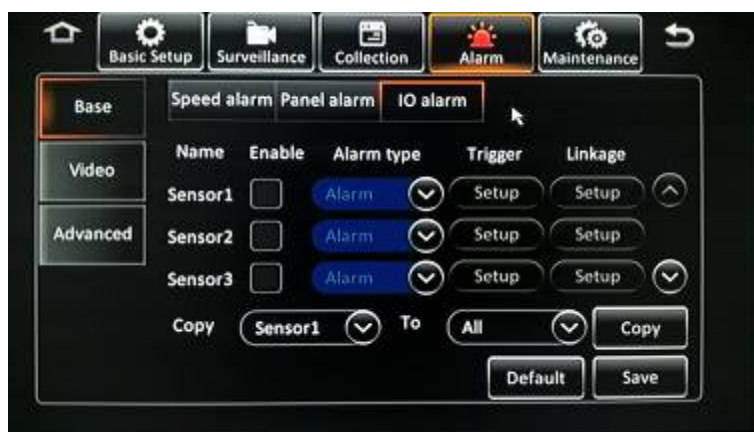 Basic Setup Surveillance Collection Alarm Maintenance
Base
Speed alarm Panel alarm IO alarm
Name Enable Alarm type Trigger Linkage
Video
Sensor1 Alarm Setup Setup
Advanced
Sensor2 Alarm Setup Setup
Sensor3 Alarm Setup Setup
Copy Sensor1 To All Copy
Default Save